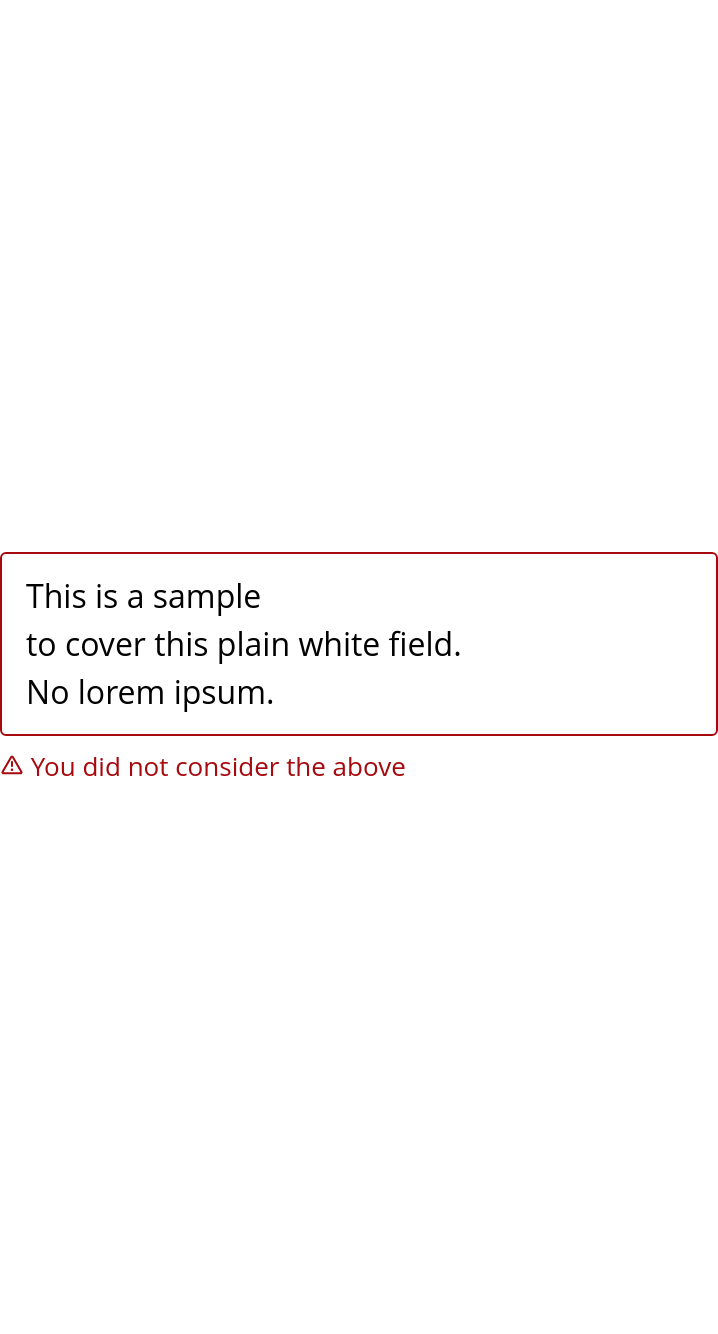 This is a sample
to cover this plain white field.
No lorem ipsum.
You did not consider the above